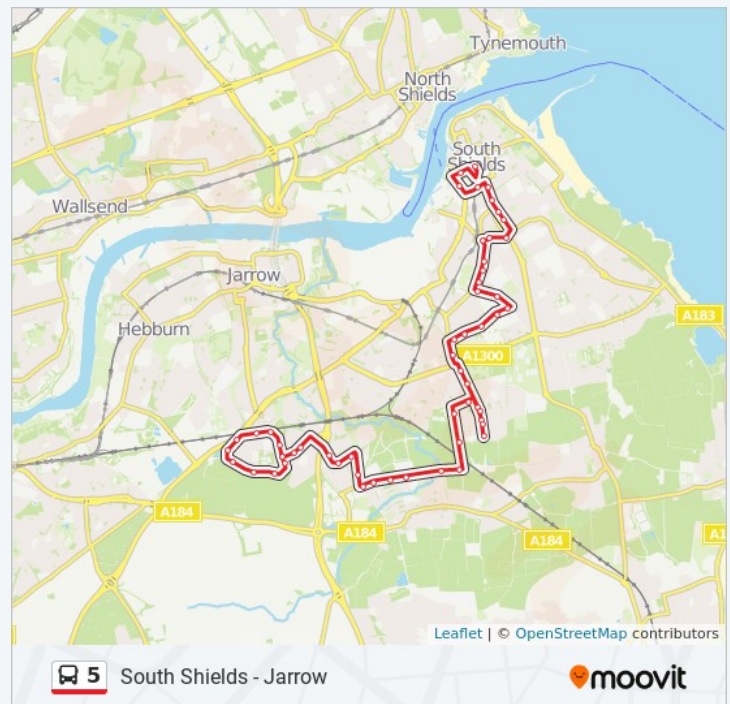 Tynemouth
North
Shields
South
Shields
Wallsend
Jarrow
Hebburn
A183
A1300
A184
A184
A184
A1
Leaflet | © OpenStreetMap contributors
5 South Shields - Jarrow
moovit